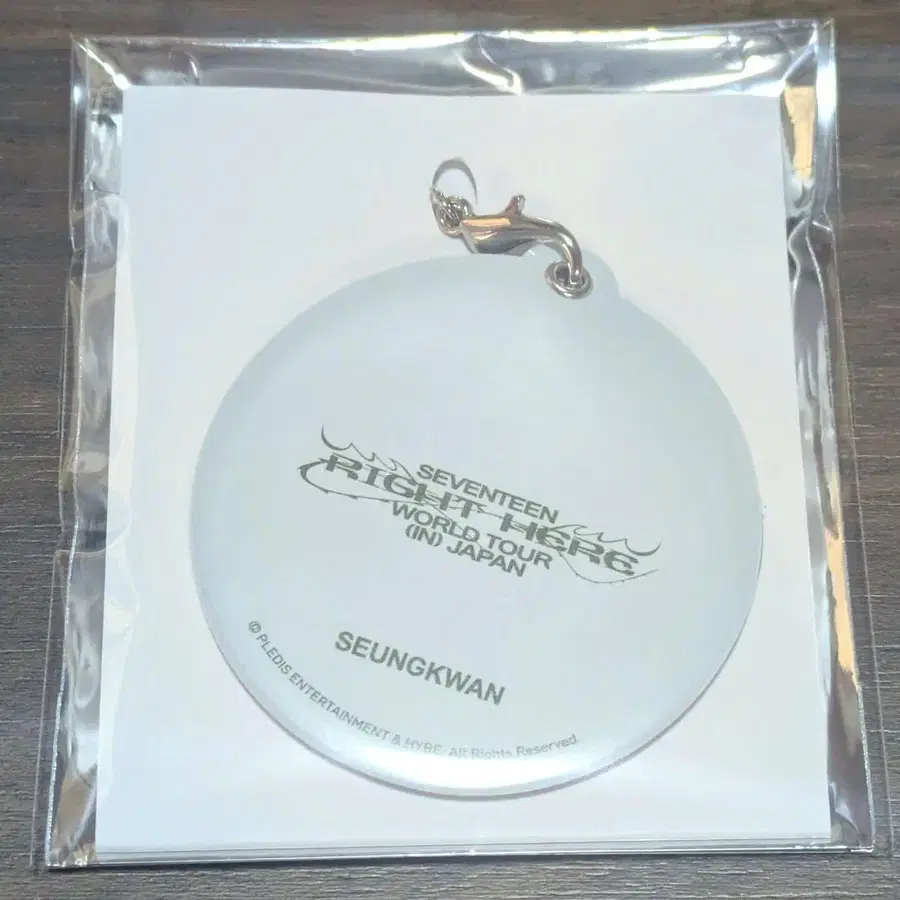 SEVENTEEN
RIGHT HERE
WORLD TOUR
(IN) JAPAN
SEUNGKWAN
© PLEDIS ENTERTAINMENT & HYBE. All Rights Reserved.